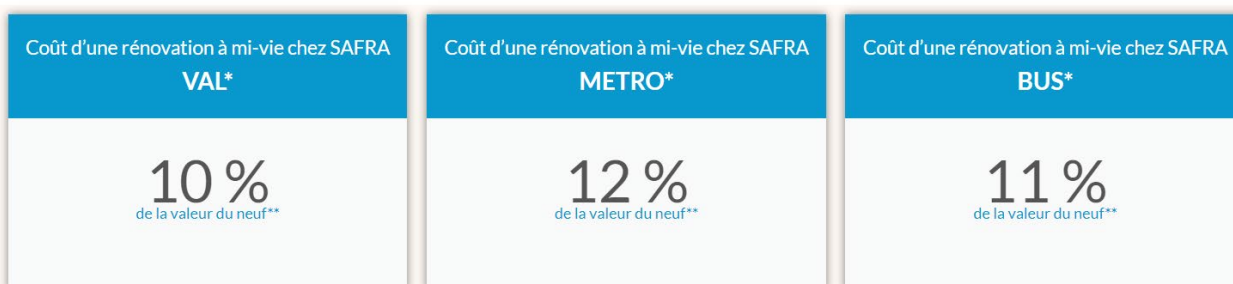 Coût d'une rénovation à mi-vie chez SAFRA
VAL*
10 %
de la valeur du neuf**
Coût d'une rénovation à mi-vie chez SAFRA
METRO*
12 %
de la valeur du neuf**
Coût d'une rénovation à mi-vie chez SAFRA
BUS*
11 %
de la valeur du neuf**